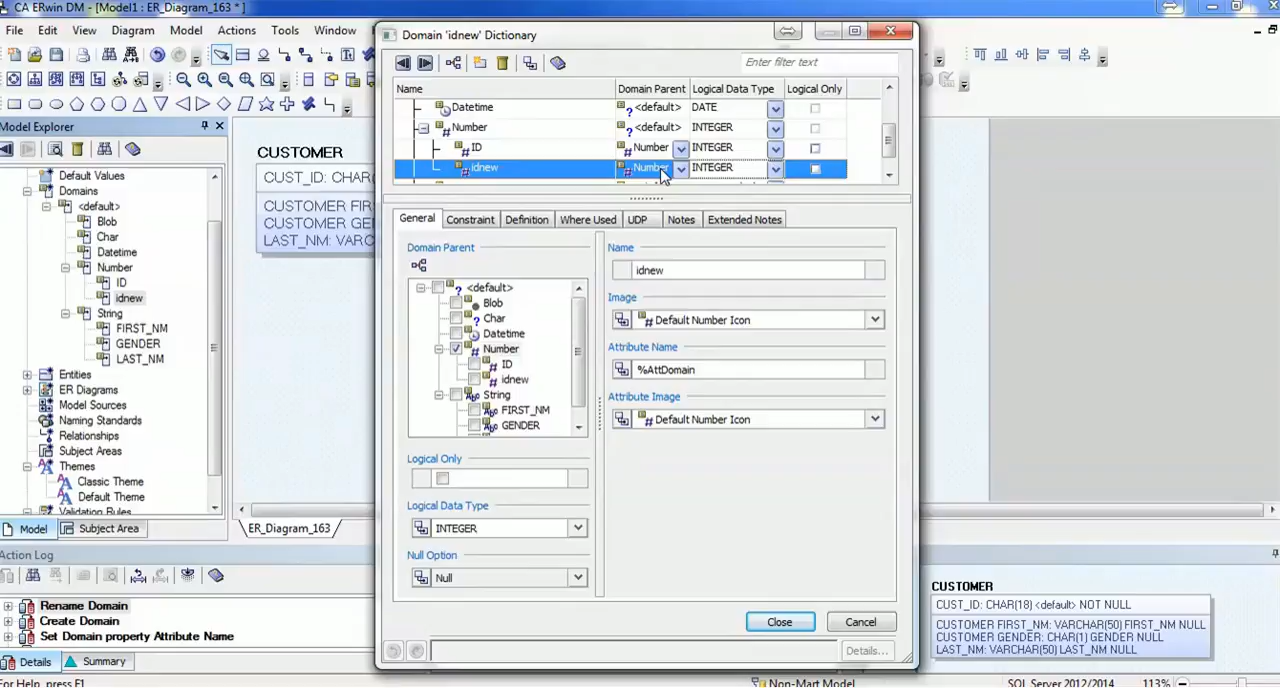 CA ERwin DM - [Model1 : ER_Diagram_163 * ]
File Edit View Diagram Model Actions Tools Window
Model Explorer
Default Values
Domains
<default>
Blob
Char
Datetime
Number
ID
idnew
String
FIRST_NM
GENDER
LAST_NM
Entities
ER Diagrams
Model Sources
Naming Standards
Relationships
Subject Areas
Themes
Classic Theme
Default Theme
Validation Rules
Model Subject Area
CUSTOMER
CUST_ID: CHAR(
CUSTOMER FIR
CUSTOMER GE
LAST_NM: VARC
ER_Diagram_163
Domain 'idnew' Dictionary
Enter filter text
Name Domain Parent Logical Data Type Logical Only
Datetime <default> DATE
Number <default> INTEGER
ID Number INTEGER
idnew Number INTEGER
General Constraint Definition Where Used UDP Notes Extended Notes
Domain Parent
<default>
Blob
Char
Datetime
Number
ID
idnew
String
FIRST_NM
GENDER
Logical Only
Logical Data Type
INTEGER
Null Option
Null
Name
idnew
Image
Default Number Icon
Attribute Name
%AttDomain
Attribute Image
Default Number Icon
Close Cancel
Details...
Action Log
Rename Domain
Create Domain
Set Domain property Attribute Name
Details Summary
CUSTOMER
CUST_ID: CHAR(18) <default> NOT NULL
CUSTOMER FIRST_NM: VARCHAR(50) FIRST_NM NULL
CUSTOMER GENDER: CHAR(1) GENDER NULL
LAST_NM: VARCHAR(50) LAST_NM NULL
For Help, press F1
Non-Mart Model
SQL Server 2012/2014
113%